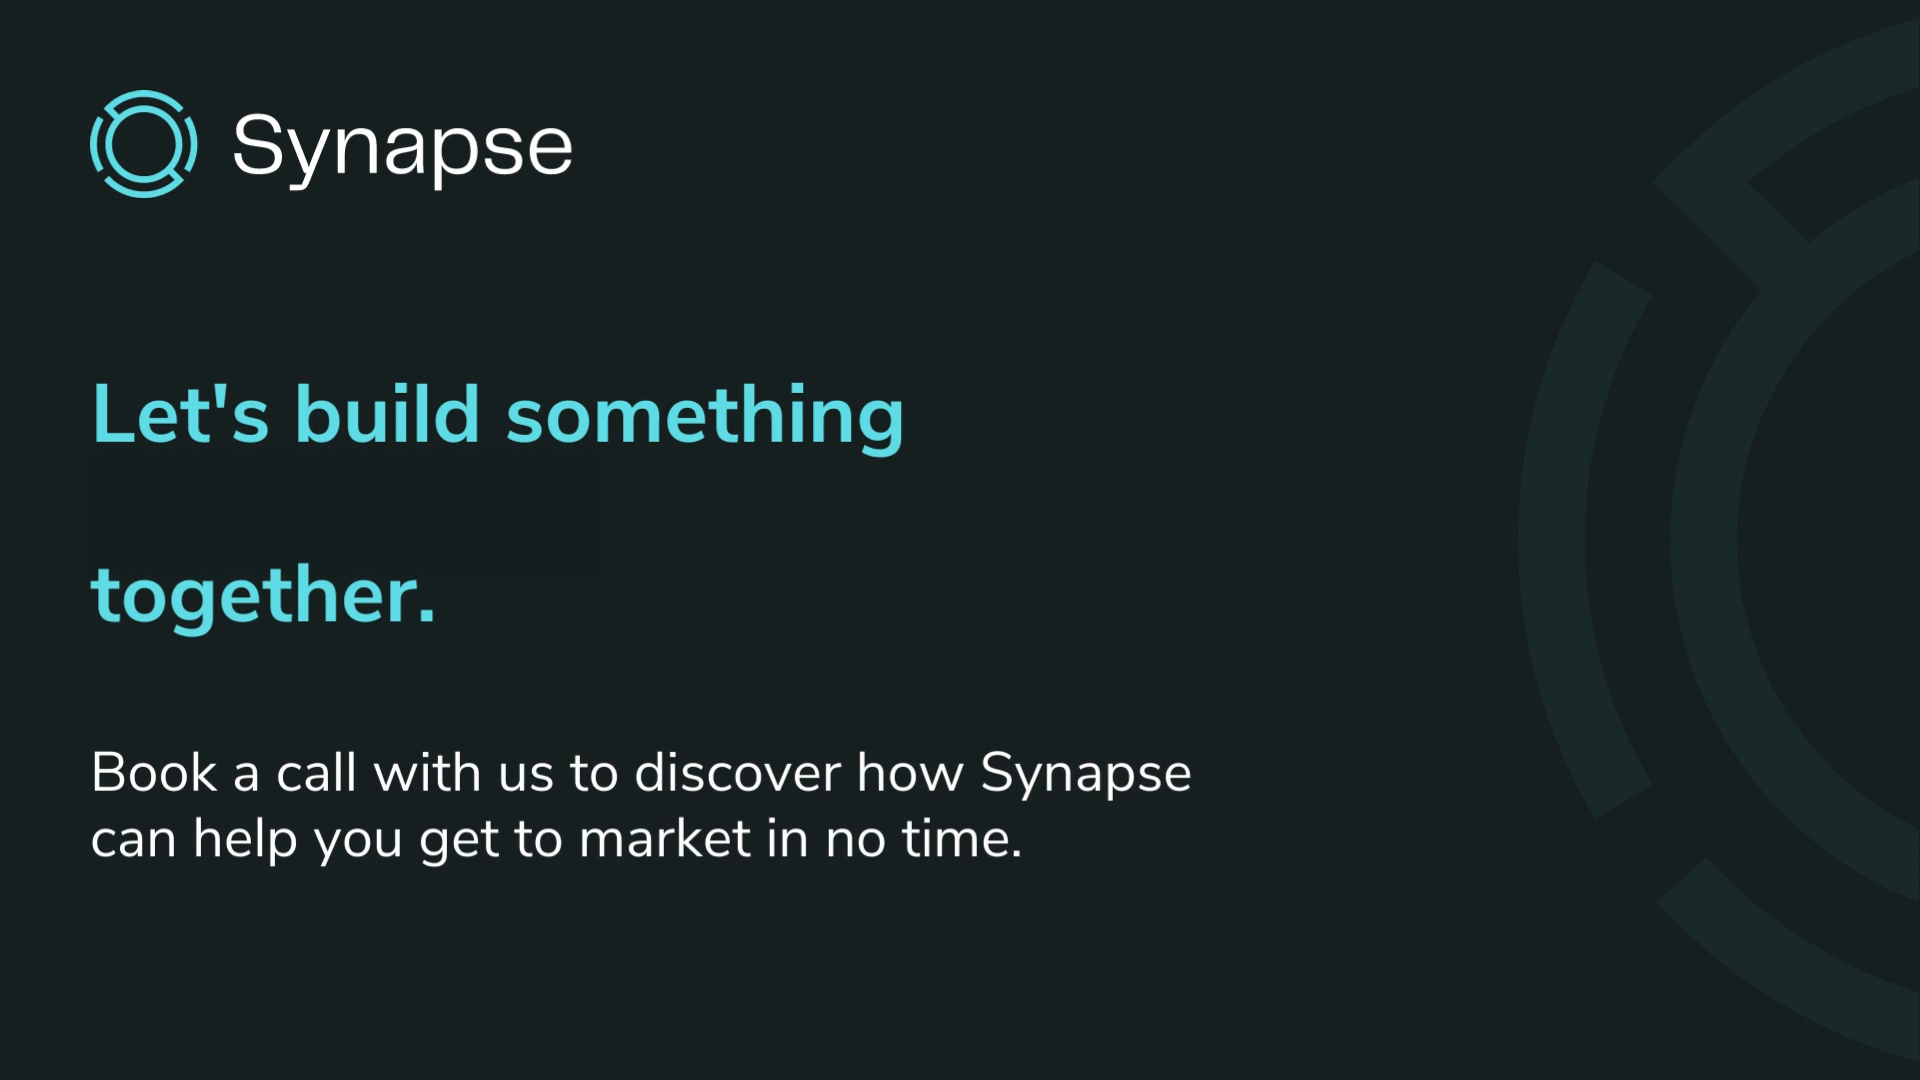 Synapse
Let's build something
together.
Book a call with us to discover how Synapse
can help you get to market in no time.